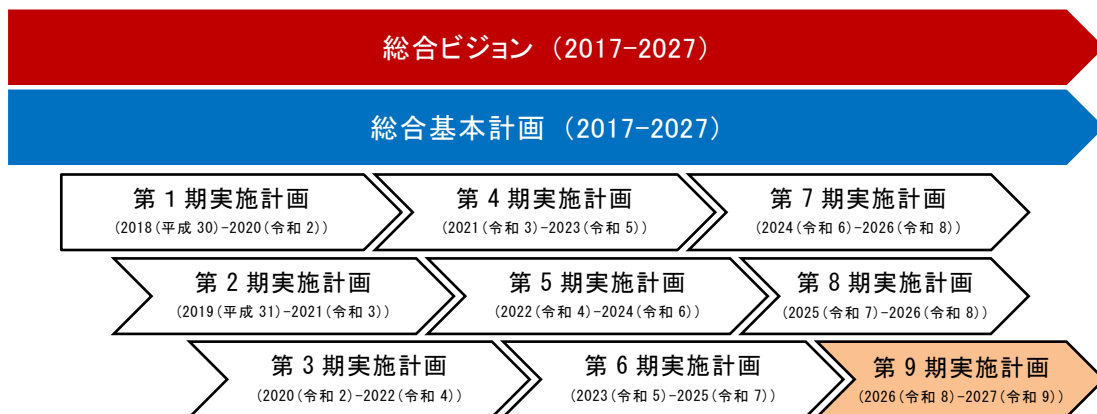 総合ビジョン（2017-2027）
総合基本計画（2017-2027）
第１期実施計画
(2018(平成 30)-2020(令和 2))
第 4 期実施計画
(2021(令和 3)-2023(令和 5))
第 7 期実施計画
(2024(令和 6)-2026(令和 8))
第 2 期実施計画
(2019(平成 31)-2021(令和 3))
第 5 期実施計画
(2022(令和 4)-2024(令和 6))
第 8 期実施計画
(2025(令和 7)-2026(令和 8))
第 3 期実施計画
(2020(令和 2)-2022(令和 4))
第 6 期実施計画
(2023(令和 5)-2025(令和 7))
第 9 期実施計画
(2026(令和 8)-2027(令和 9))